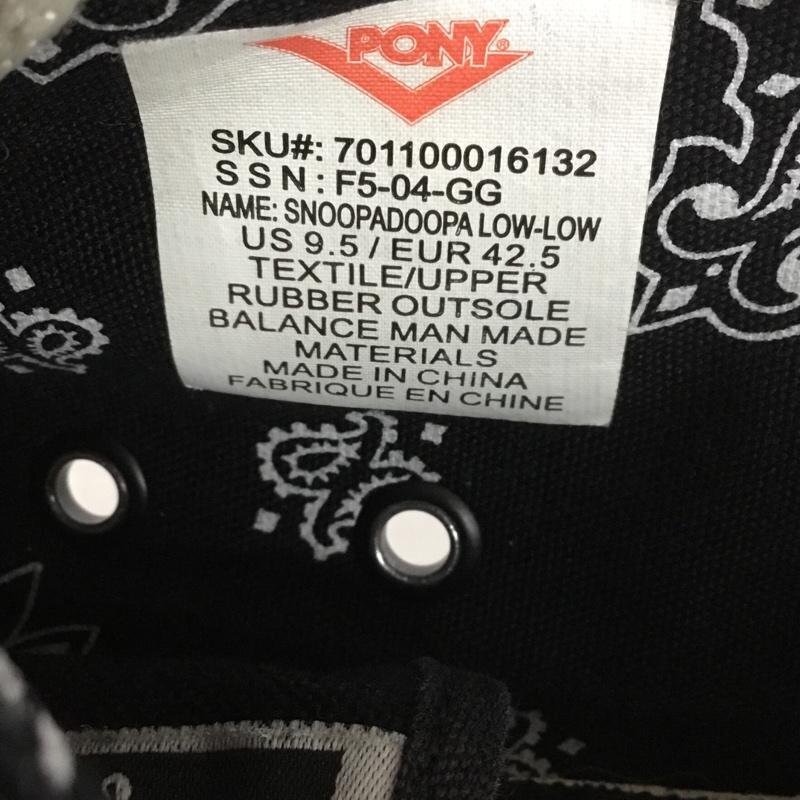 PONY®
SKU#: 701100016132
SSN: F5-04-GG
NAME: SNOOPADOOPA LOW-LOW
US 9.5 / EUR 42.5
TEXTILE/UPPER
RUBBER OUTSOLE
BALANCE MAN MADE
MATERIALS
MADE IN CHINA
FABRIQUE EN CHINE